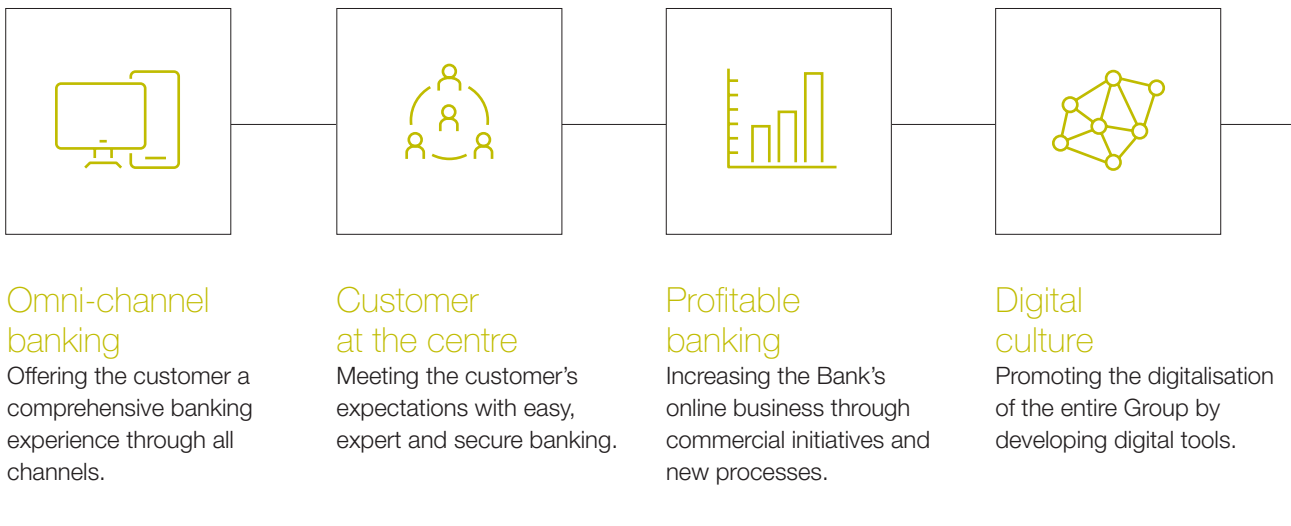 Omni-channel
banking
Offering the customer a
comprehensive banking
experience through all
channels.
Customer
at the centre
Meeting the customer’s
expectations with easy,
expert and secure banking.
Profitable
banking
Increasing the Bank’s
online business through
commercial initiatives and
new processes.
Digital
culture
Promoting the digitalisation
of the entire Group by
developing digital tools.